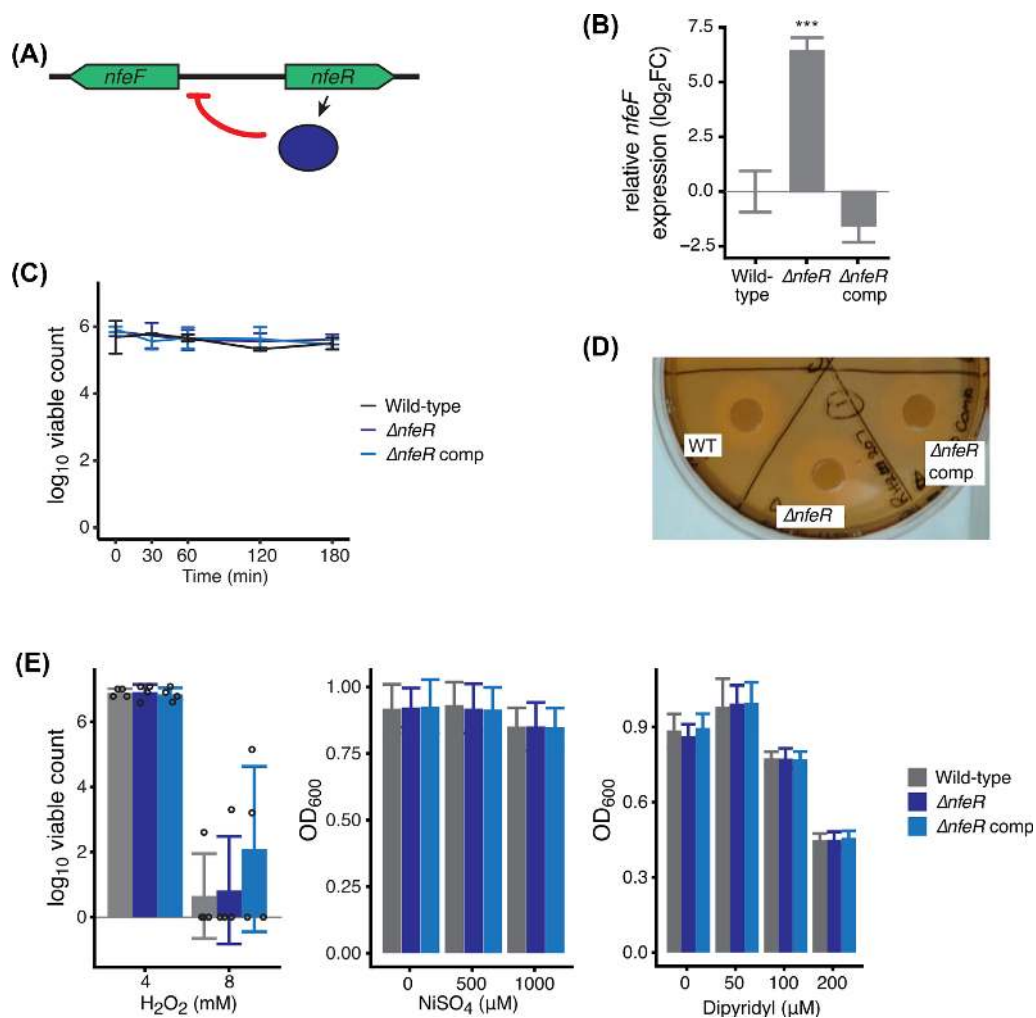 (A)
nfeF
nfeR
(B)
relative nfeF
expression (log₂FC)
7.5
5.0
2.5
0.0
−2.5
***
Wild-
type
ΔnfeR
ΔnfeR
comp
(C)
log₁₀ viable count
6
4
2
0
0
30
60
120
180
Time (min)
Wild-type
ΔnfeR
ΔnfeR comp
(D)
WT
ΔnfeR
ΔnfeR
comp
1
comp
(E)
log₁₀ viable count
6
4
2
0
4
8
H₂O₂ (mM)
OD₆₀₀
1.00
0.75
0.50
0.25
0.00
0
500
1000
NiSO₄ (µM)
OD₆₀₀
0.9
0.6
0.3
0.0
0
50
100
200
Dipyridyl (µM)
Wild-type
ΔnfeR
ΔnfeR comp